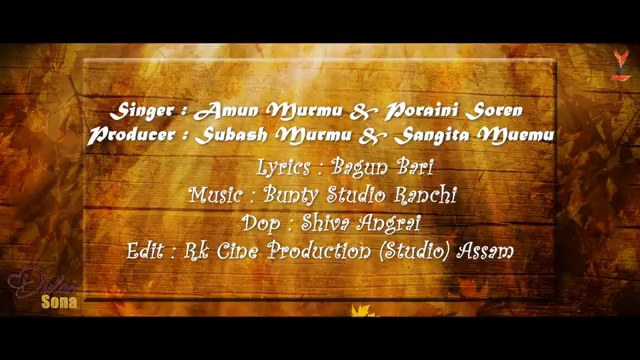 Singer : Amun Murmu & Poraini Soren
Producer : Subash Murmu & Sangita Muemu
Lyrics : Bagun Bari
Music : Bunty Studio Ranchi
Dop : Shiva Angrai
Edit : Rk Cine Production (Studio) Assam
Sona